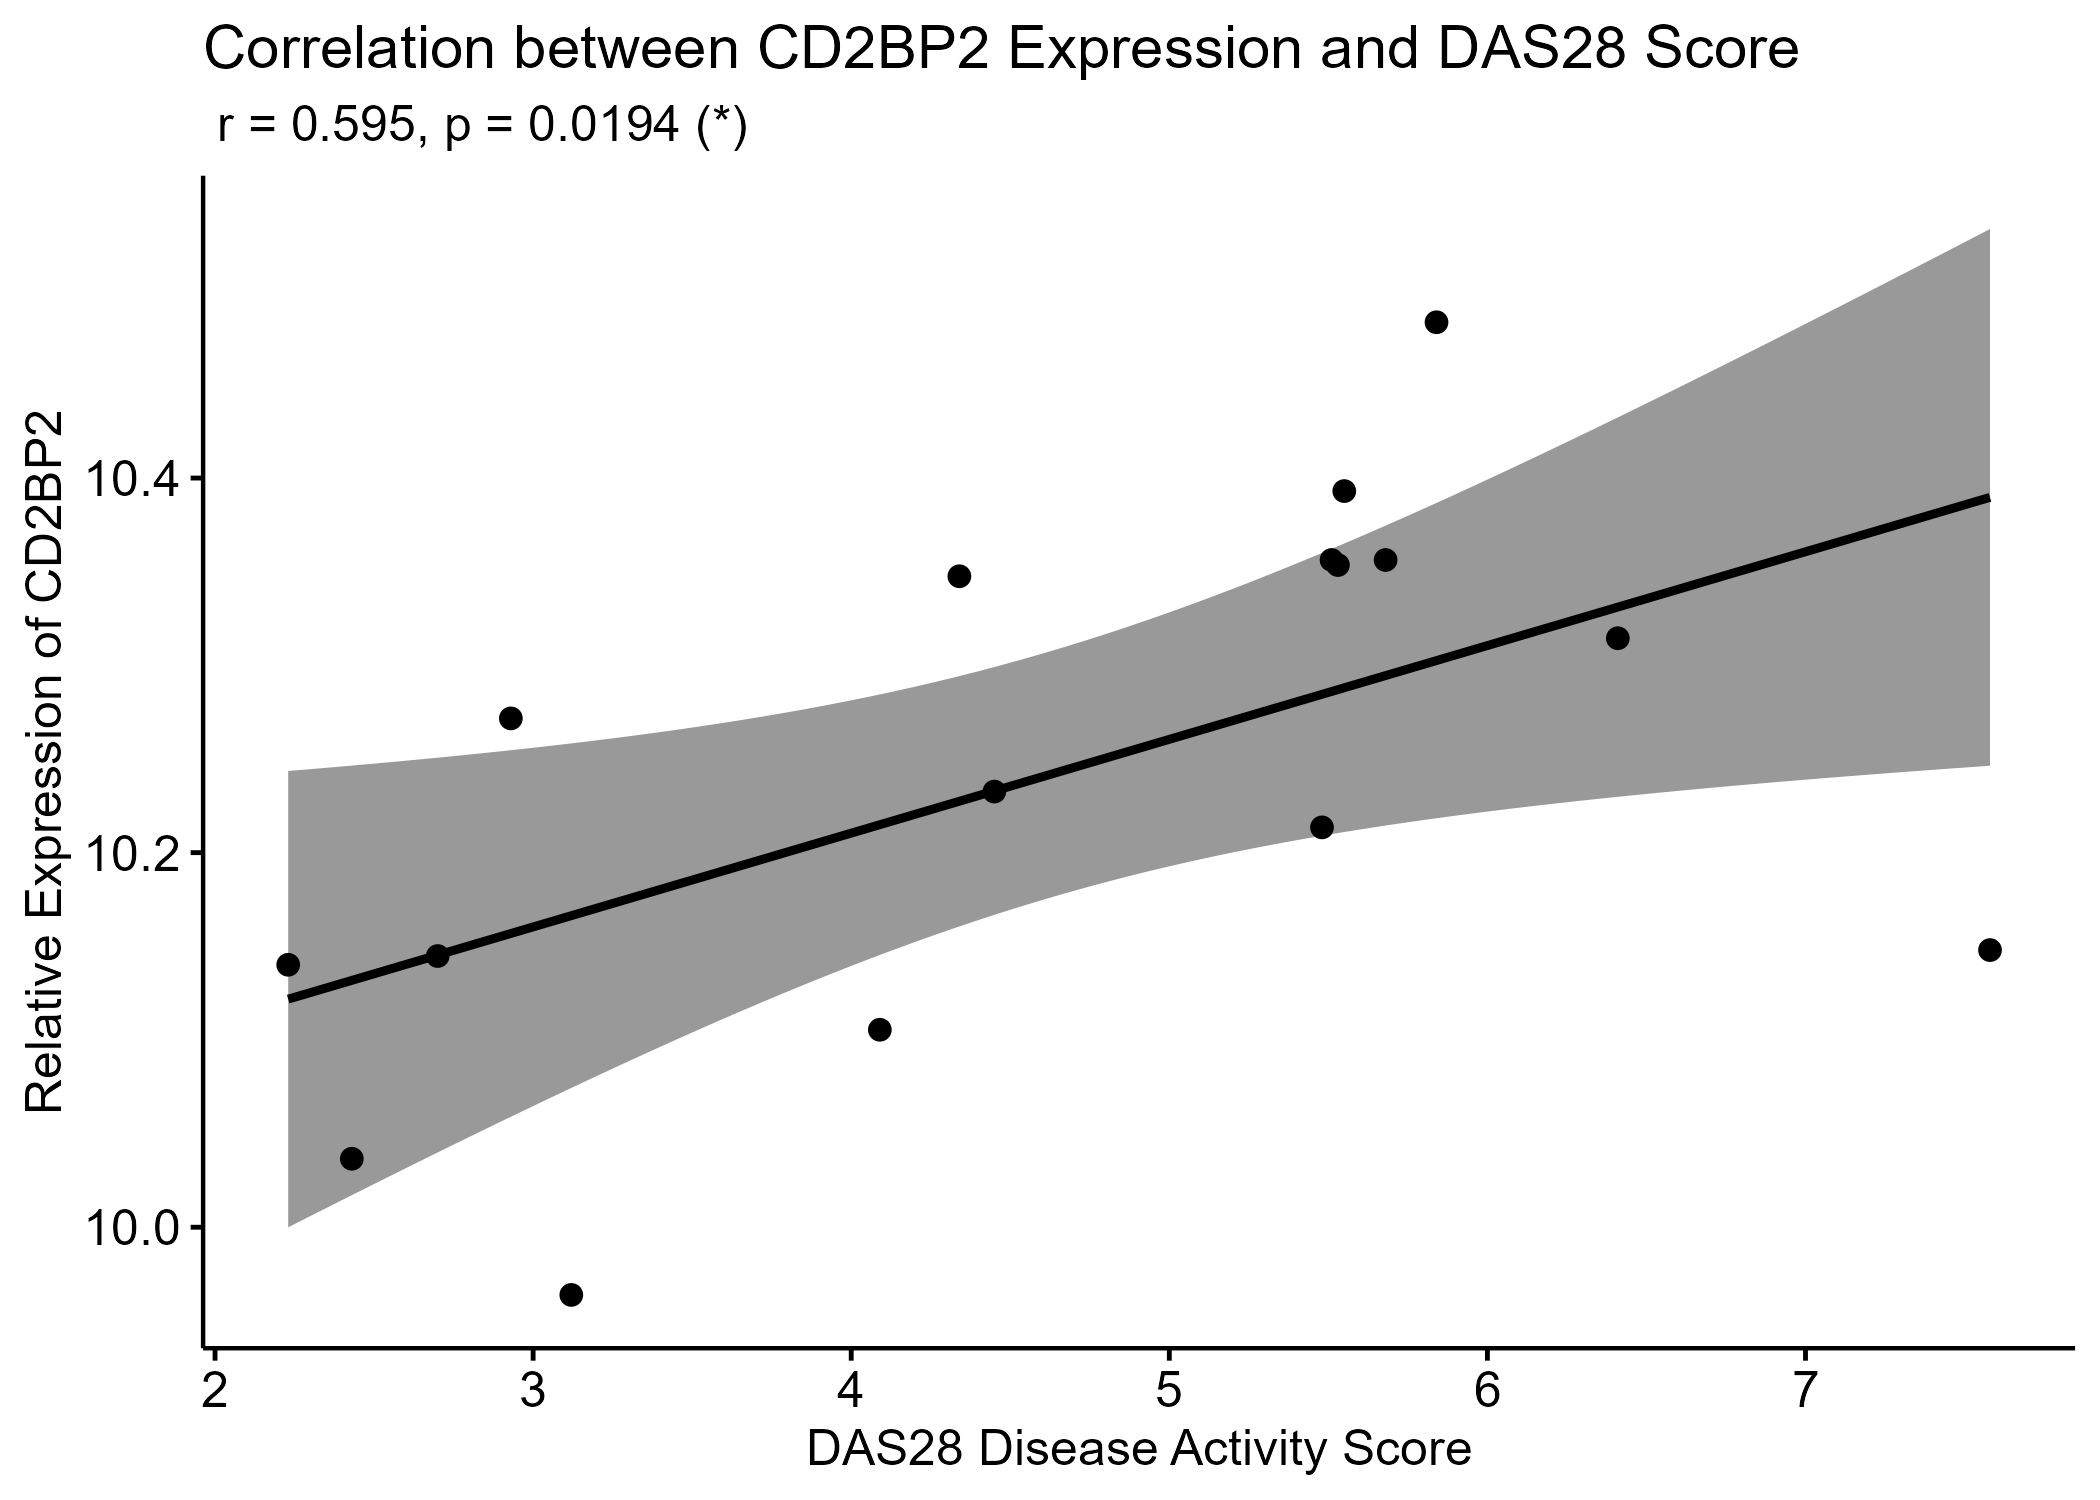 Correlation between CD2BP2 Expression and DAS28 Score
r = 0.595, p = 0.0194 (*)
Relative Expression of CD2BP2
10.4
10.2
10.0
2 3 4 5 6 7
DAS28 Disease Activity Score